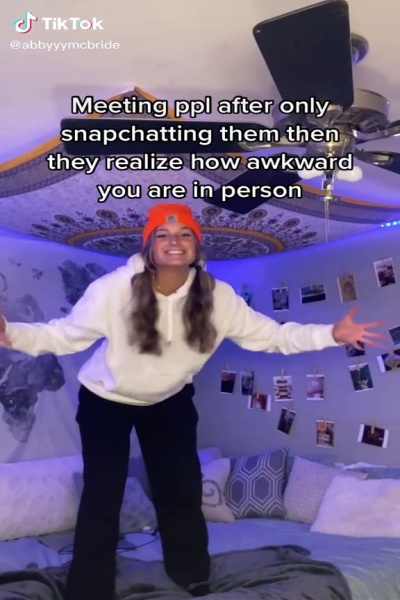 TikTok
@abbyyymcbride
Meeting ppl after only
snapchatting them then
they realize how awkward
you are in person